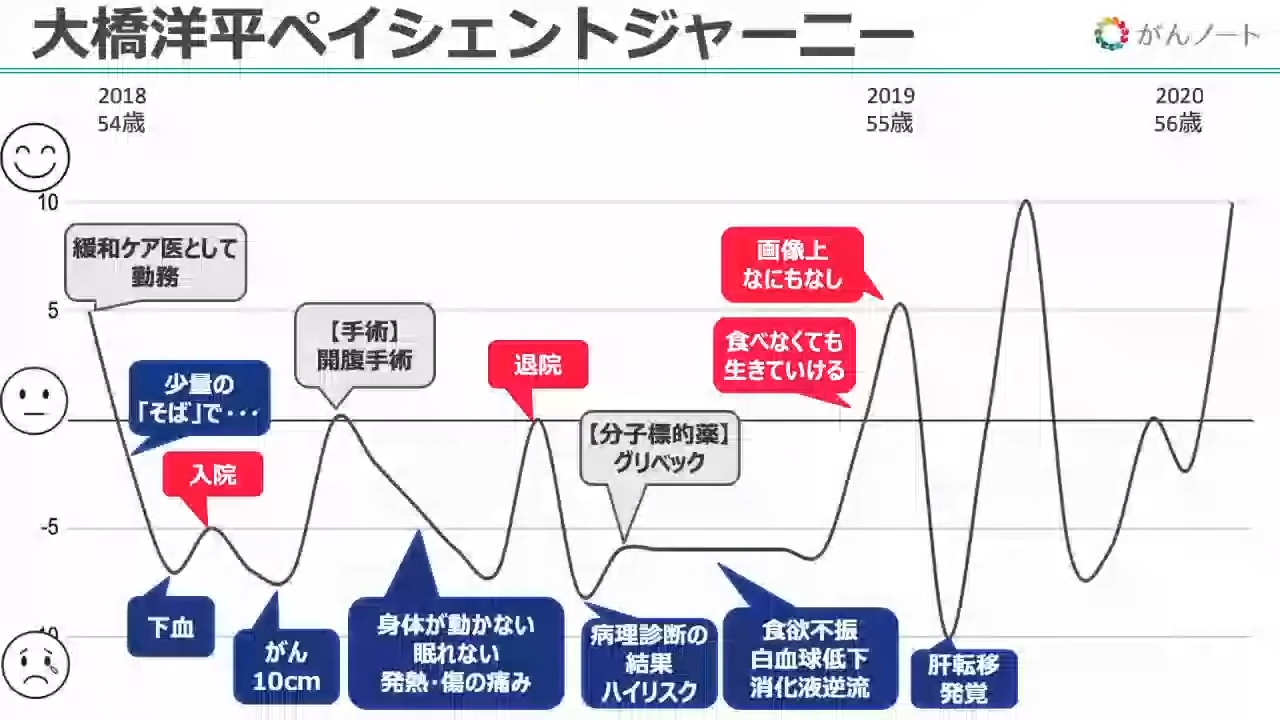 大橋洋平ペイシェントジャーニー
がんノート
2018
54歳
2019
55歳
2020
56歳
10
5
-5
緩和ケア医として
勤務
少量の
「そば」で・・・
入院
下血
がん
10cm
【手術】
開腹手術
身体が動かない
眠れない
発熱・傷の痛み
退院
病理診断の
結果
ハイリスク
【分子標的薬】
グリベック
食欲不振
白血球低下
消化液逆流
画像上
なにもなし
食べなくても
生きていける
肝転移
発覚